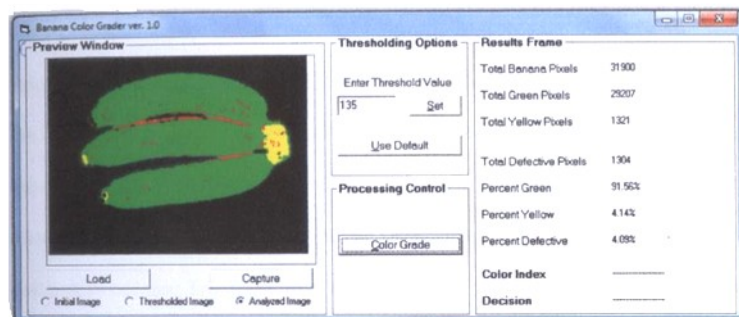 Banana Color Grader ver. 1.0
Preview Window
Load
Capture
Initial Image
Thresholded Image
Analyzed Image
Thresholding Options
Enter Threshold Value
135
Set
Use Default
Processing Control
Color Grade
Results Frame
Total Banana Pixels 31900
Total Green Pixels 29207
Total Yellow Pixels 1321
Total Defective Pixels 1304
Percent Green 91.56%
Percent Yellow 4.14%
Percent Defective 4.09%
Color Index ----------------
Decision ----------------